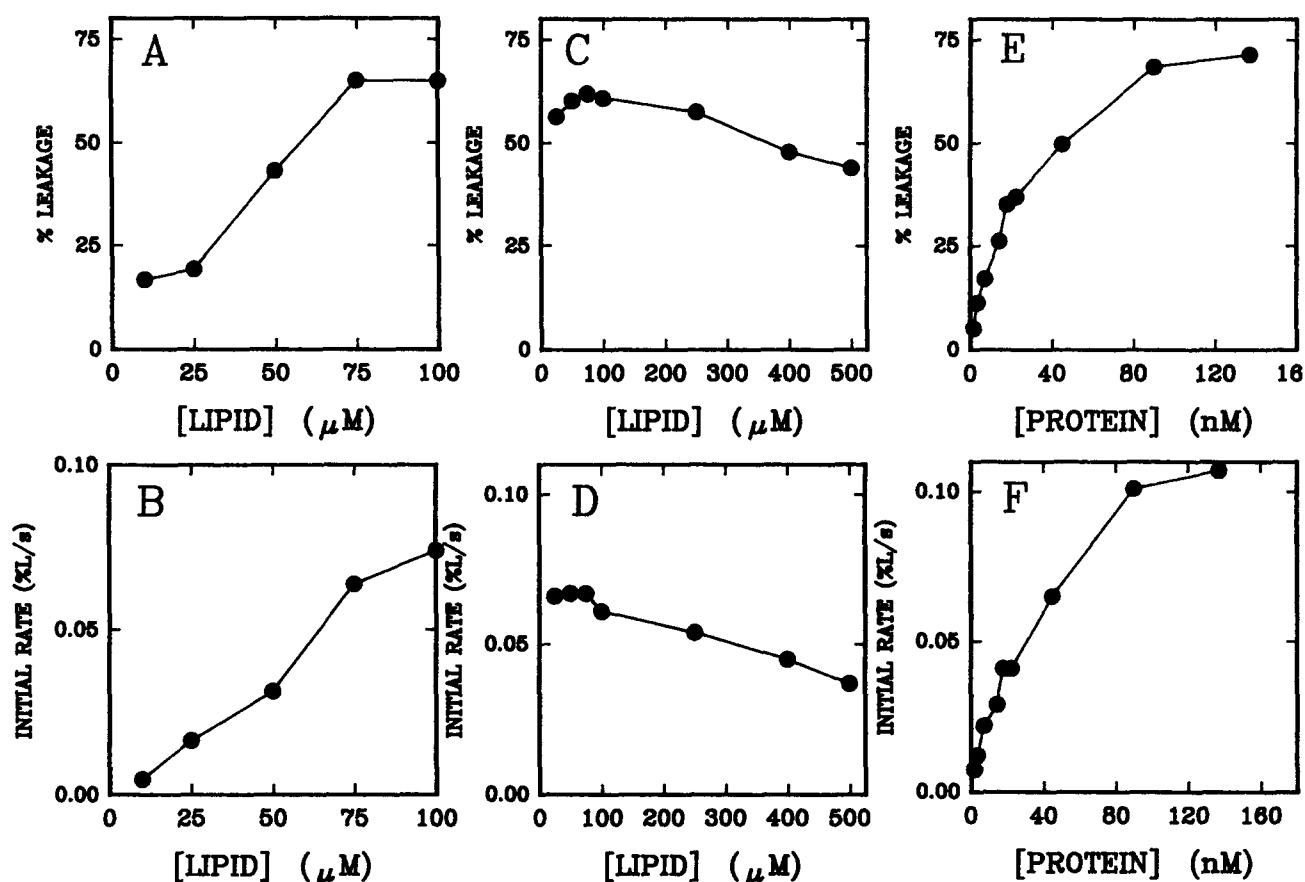 A
75
50
25
0
% LEAKAGE
0 25 50 75 100
[LIPID] (μM)
C
75
50
25
0
% LEAKAGE
0 100 200 300 400 500
[LIPID] (μM)
E
75
50
25
0
% LEAKAGE
0 40 80 120 16
[PROTEIN] (nM)
B
0.10
0.05
0.00
INITIAL RATE (%L/s)
0 25 50 75 100
[LIPID] (μM)
D
0.10
0.05
0.00
INITIAL RATE (%L/s)
0 100 200 300 400 500
[LIPID] (μM)
F
0.10
0.05
0.00
INITIAL RATE (%L/s)
0 40 80 120 160
[PROTEIN] (nM)